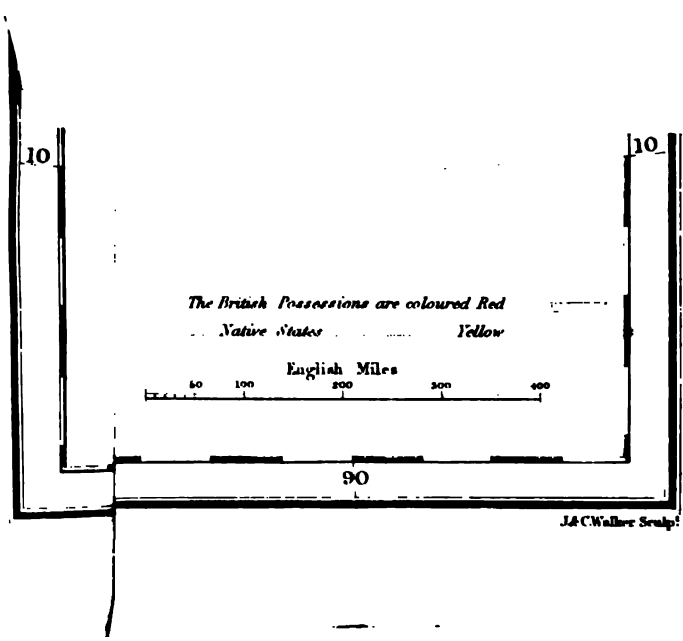 10 10
The British Possessions are coloured Red
Native States Yellow
English Miles
50 100 200 300 400
90
J.&C.Walker Sculpt